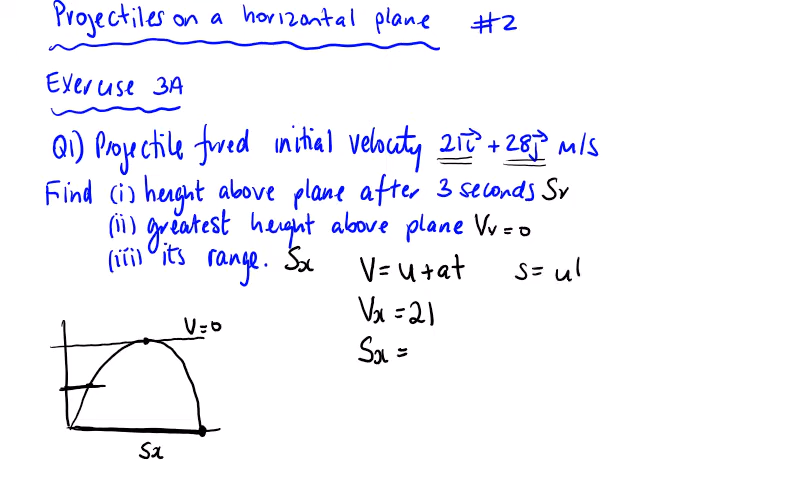 Projectiles on a horizontal plane #2
Exercise 3A
Q1) Projectile fired initial velocity 21i⃗ + 28j⃗ m/s
Find (i) height above plane after 3 seconds Sy
(ii) greatest height above plane Vv = 0
(iii) its range. Sx
V = u + at s = ut
Vx = 21
Sx =
V = 0
Sx